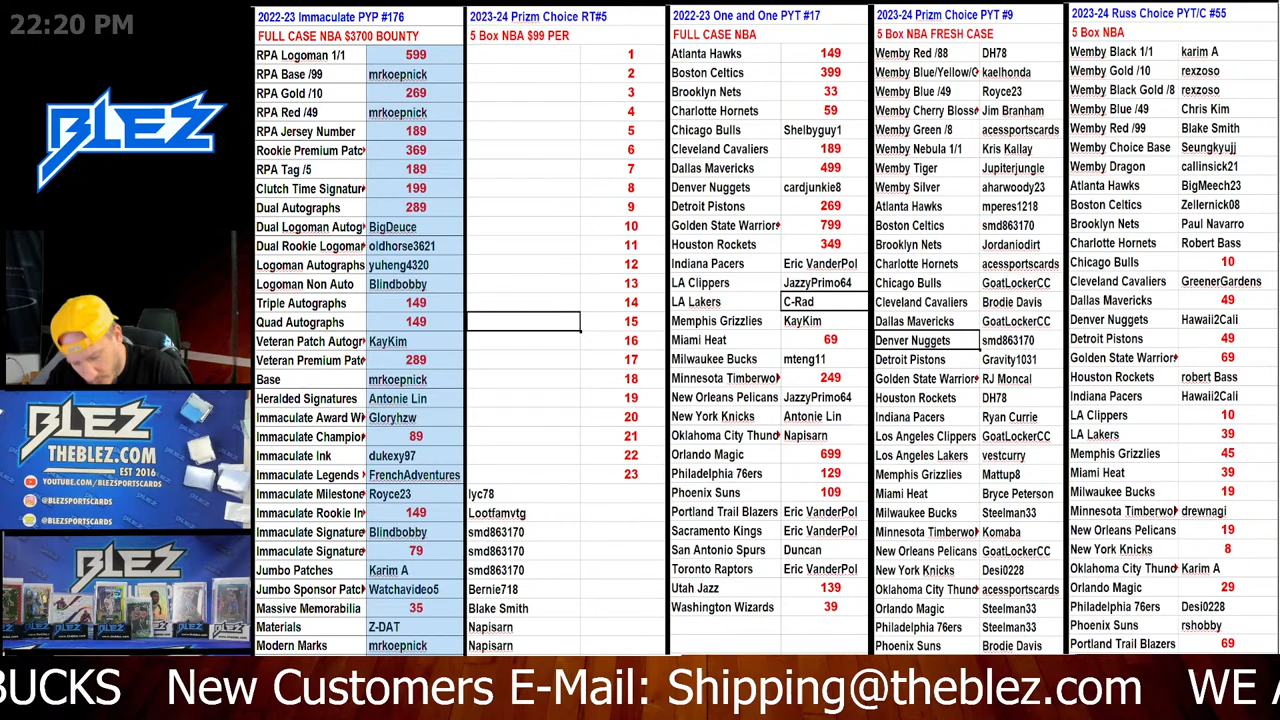 22:20 PM
BLEZ
BLEZ
THEBLEZ.COM
EST 2016
YOUTUBE.COM/BLEZSPORTSCARDS
@BLEZSPORTSCARDS
@BLEZSPORTSCARDS
BLEZ
2022-23 Immaculate PYP #176
FULL CASE NBA $3700 BOUNTY
RPA Logoman 1/1 599
RPA Base /99 mrkoepnick
RPA Gold /10 269
RPA Red /49 mrkoepnick
RPA Jersey Number 189
Rookie Premium Patc 369
RPA Tag /5 189
Clutch Time Signatur 199
Dual Autographs 289
Dual Logoman Autog BigDeuce
Dual Rookie Logoma oldhorse3621
Logoman Autographs yuheng4320
Logoman Non Auto Blindbobby
Triple Autographs 149
Quad Autographs 149
Veteran Patch Autogr KayKim
Veteran Premium Pat 289
Base mrkoepnick
Heralded Signatures Antonie Lin
Immaculate Award W Gloryhzw
Immaculate Champio 89
Immaculate Ink dukexy97
Immaculate Legends FrenchAdventures
Immaculate Milestone Royce23
Immaculate Rookie In 149
Immaculate Signature Blindbobby
Immaculate Signature 79
Jumbo Patches Karim A
Jumbo Sponsor Patc Watchavideo5
Massive Memorabilia 35
Materials Z-DAT
Modern Marks mrkoepnick
2023-24 Prizm Choice RT#5
5 Box NBA $99 PER
1
2
3
4
5
6
7
8
9
10
11
12
13
14
15
16
17
18
19
20
21
22
23
lyc78
Lootfamvtg
smd863170
smd863170
smd863170
Bernie718
Blake Smith
Napisarn
Napisarn
2022-23 One and One PYT #17
FULL CASE NBA
Atlanta Hawks 149
Boston Celtics 399
Brooklyn Nets 33
Charlotte Hornets 59
Chicago Bulls Shelbyguy1
Cleveland Cavaliers 189
Dallas Mavericks 499
Denver Nuggets cardjunkie8
Detroit Pistons 269
Golden State Warrior 799
Houston Rockets 349
Indiana Pacers Eric VanderPol
LA Clippers JazzyPrimo64
LA Lakers C-Rad
Memphis Grizzlies KayKim
Miami Heat 69
Milwaukee Bucks mteng11
Minnesota Timberwo 249
New Orleans Pelicans JazzyPrimo64
New York Knicks Antonie Lin
Oklahoma City Thund Napisarn
Orlando Magic 699
Philadelphia 76ers 129
Phoenix Suns 109
Portland Trail Blazers Eric VanderPol
Sacramento Kings Eric VanderPol
San Antonio Spurs Duncan
Toronto Raptors Eric VanderPol
Utah Jazz 139
Washington Wizards 39
2023-24 Prizm Choice PYT #9
5 Box NBA FRESH CASE
Wemby Red /88 DH78
Wemby Blue/Yellow/G kaelhonda
Wemby Blue /49 Royce23
Wemby Cherry Bloss Jim Branham
Wemby Green /8 acessportscards
Wemby Nebula 1/1 Kris Kallay
Wemby Tiger Jupiterjungle
Wemby Silver aharwoody23
Atlanta Hawks mperes1218
Boston Celtics smd863170
Brooklyn Nets Jordaniodirt
Charlotte Hornets acessportscards
Chicago Bulls GoatLockerCC
Cleveland Cavaliers Brodie Davis
Dallas Mavericks GoatLockerCC
Denver Nuggets smd863170
Detroit Pistons Gravity1031
Golden State Warrior RJ Moncal
Houston Rockets DH78
Indiana Pacers Ryan Currie
Los Angeles Clippers GoatLockerCC
Los Angeles Lakers vestcurry
Memphis Grizzlies Mattup8
Miami Heat Bryce Peterson
Milwaukee Bucks Steelman33
Minnesota Timberwo Komaba
New Orleans Pelicans GoatLockerCC
New York Knicks Desi0228
Oklahoma City Thund acessportscards
Orlando Magic Steelman33
Philadelphia 76ers Steelman33
Phoenix Suns Brodie Davis
2023-24 Russ Choice PYT/C #55
5 Box NBA
Wemby Black 1/1 karim A
Wemby Gold /10 rexzoso
Wemby Black Gold /8 rexzoso
Wemby Blue /49 Chris Kim
Wemby Red /99 Blake Smith
Wemby Choice Base Seungkyujj
Wemby Dragon callinsick21
Atlanta Hawks BigMeech23
Boston Celtics Zellernick08
Brooklyn Nets Paul Navarro
Charlotte Hornets Robert Bass
Chicago Bulls 10
Cleveland Cavaliers GreenerGardens
Dallas Mavericks 49
Denver Nuggets Hawaii2Cali
Detroit Pistons 49
Golden State Warrior 69
Houston Rockets robert Bass
Indiana Pacers Hawaii2Cali
LA Clippers 10
LA Lakers 39
Memphis Grizzlies 45
Miami Heat 39
Milwaukee Bucks 19
Minnesota Timberwo drewnagi
New Orleans Pelicans 19
New York Knicks 8
Oklahoma City Thund Karim A
Orlando Magic 29
Philadelphia 76ers Desi0228
Phoenix Suns rshobby
Portland Trail Blazers 69
BUCKS New Customers E-Mail: Shipping@theblez.com WE A